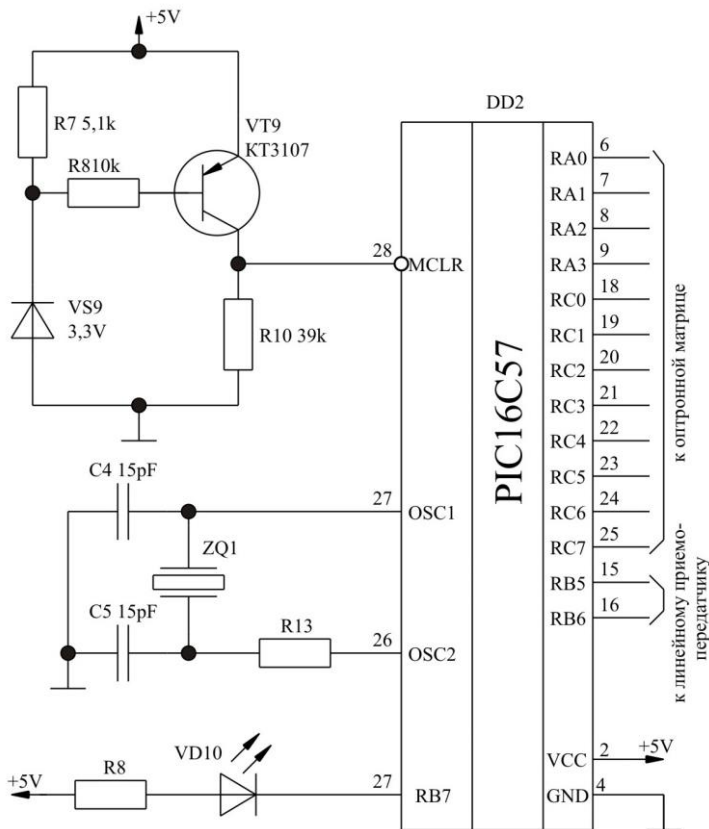 +5V
DD2
R7 5,1k
VT9
КТ3107
R810k
VS9
3,3V
R10 39k
28
MCLR
C4 15pF
27
OSC1
ZQ1
C5 15pF
R13
26
OSC2
+5V
R8
VD10
27
RB7
PIC16C57
RA0
6
RA1
7
RA2
8
RA3
9
RC0
18
RC1
19
RC2
20
RC3
21
RC4
22
RC5
23
RC6
24
RC7
25
RB5
15
RB6
16
VCC
2
+5V
GND
4
к оптронной матрице
к линейному приемо-
передатчику